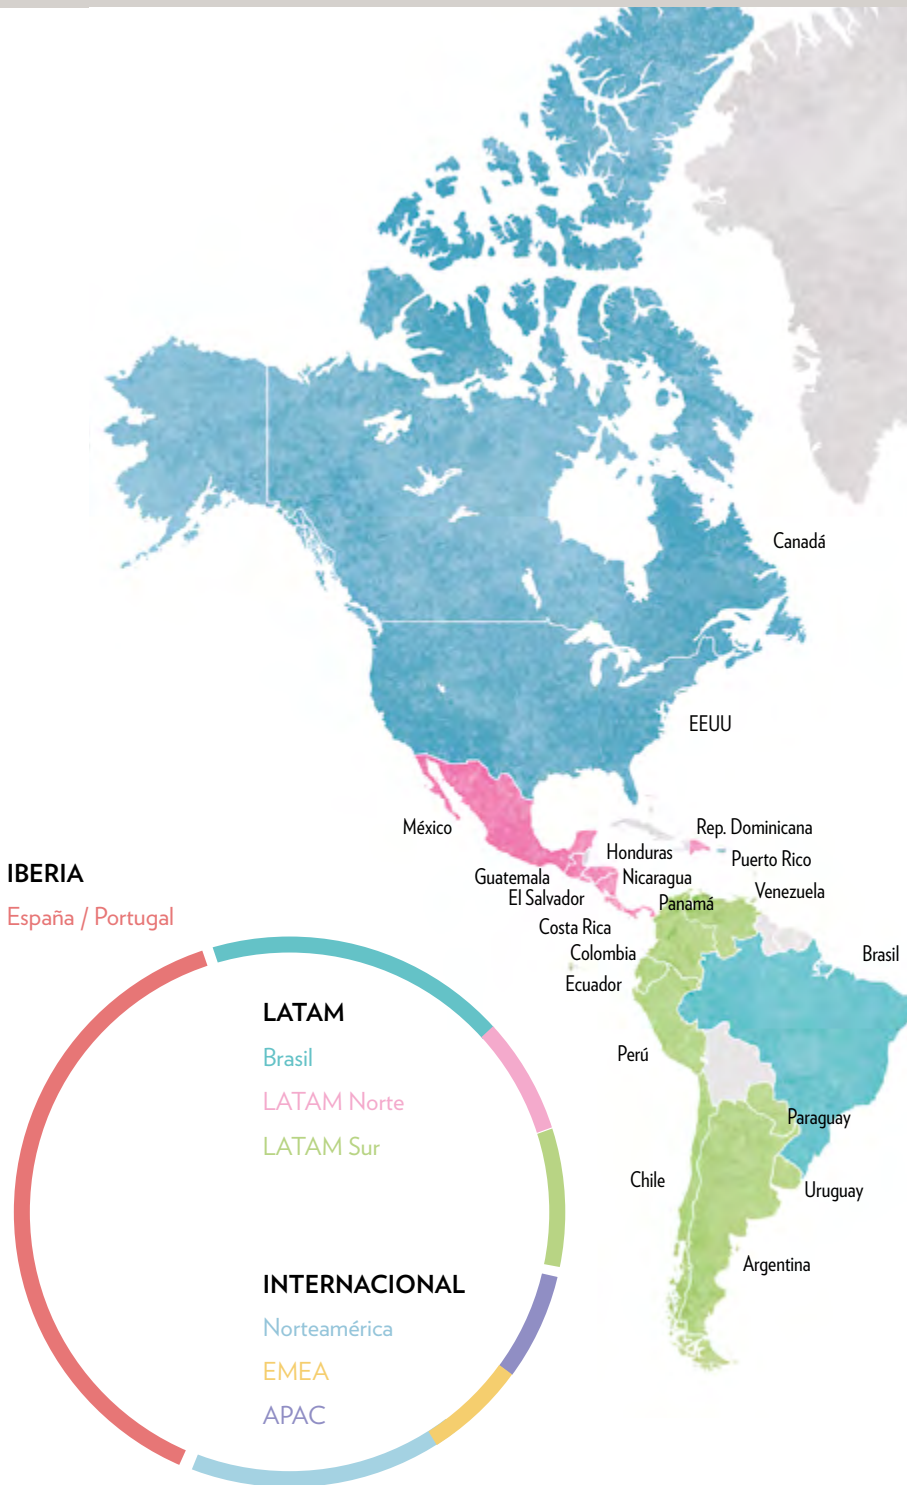 Canadá
EEUU
México
Rep. Dominicana
Honduras
Puerto Rico
Guatemala
Nicaragua
El Salvador
Panamá
Venezuela
Costa Rica
Colombia
Brasil
Ecuador
Perú
Paraguay
Chile
Uruguay
Argentina
IBERIA
España / Portugal
LATAM
Brasil
LATAM Norte
LATAM Sur
INTERNACIONAL
Norteamérica
EMEA
APAC